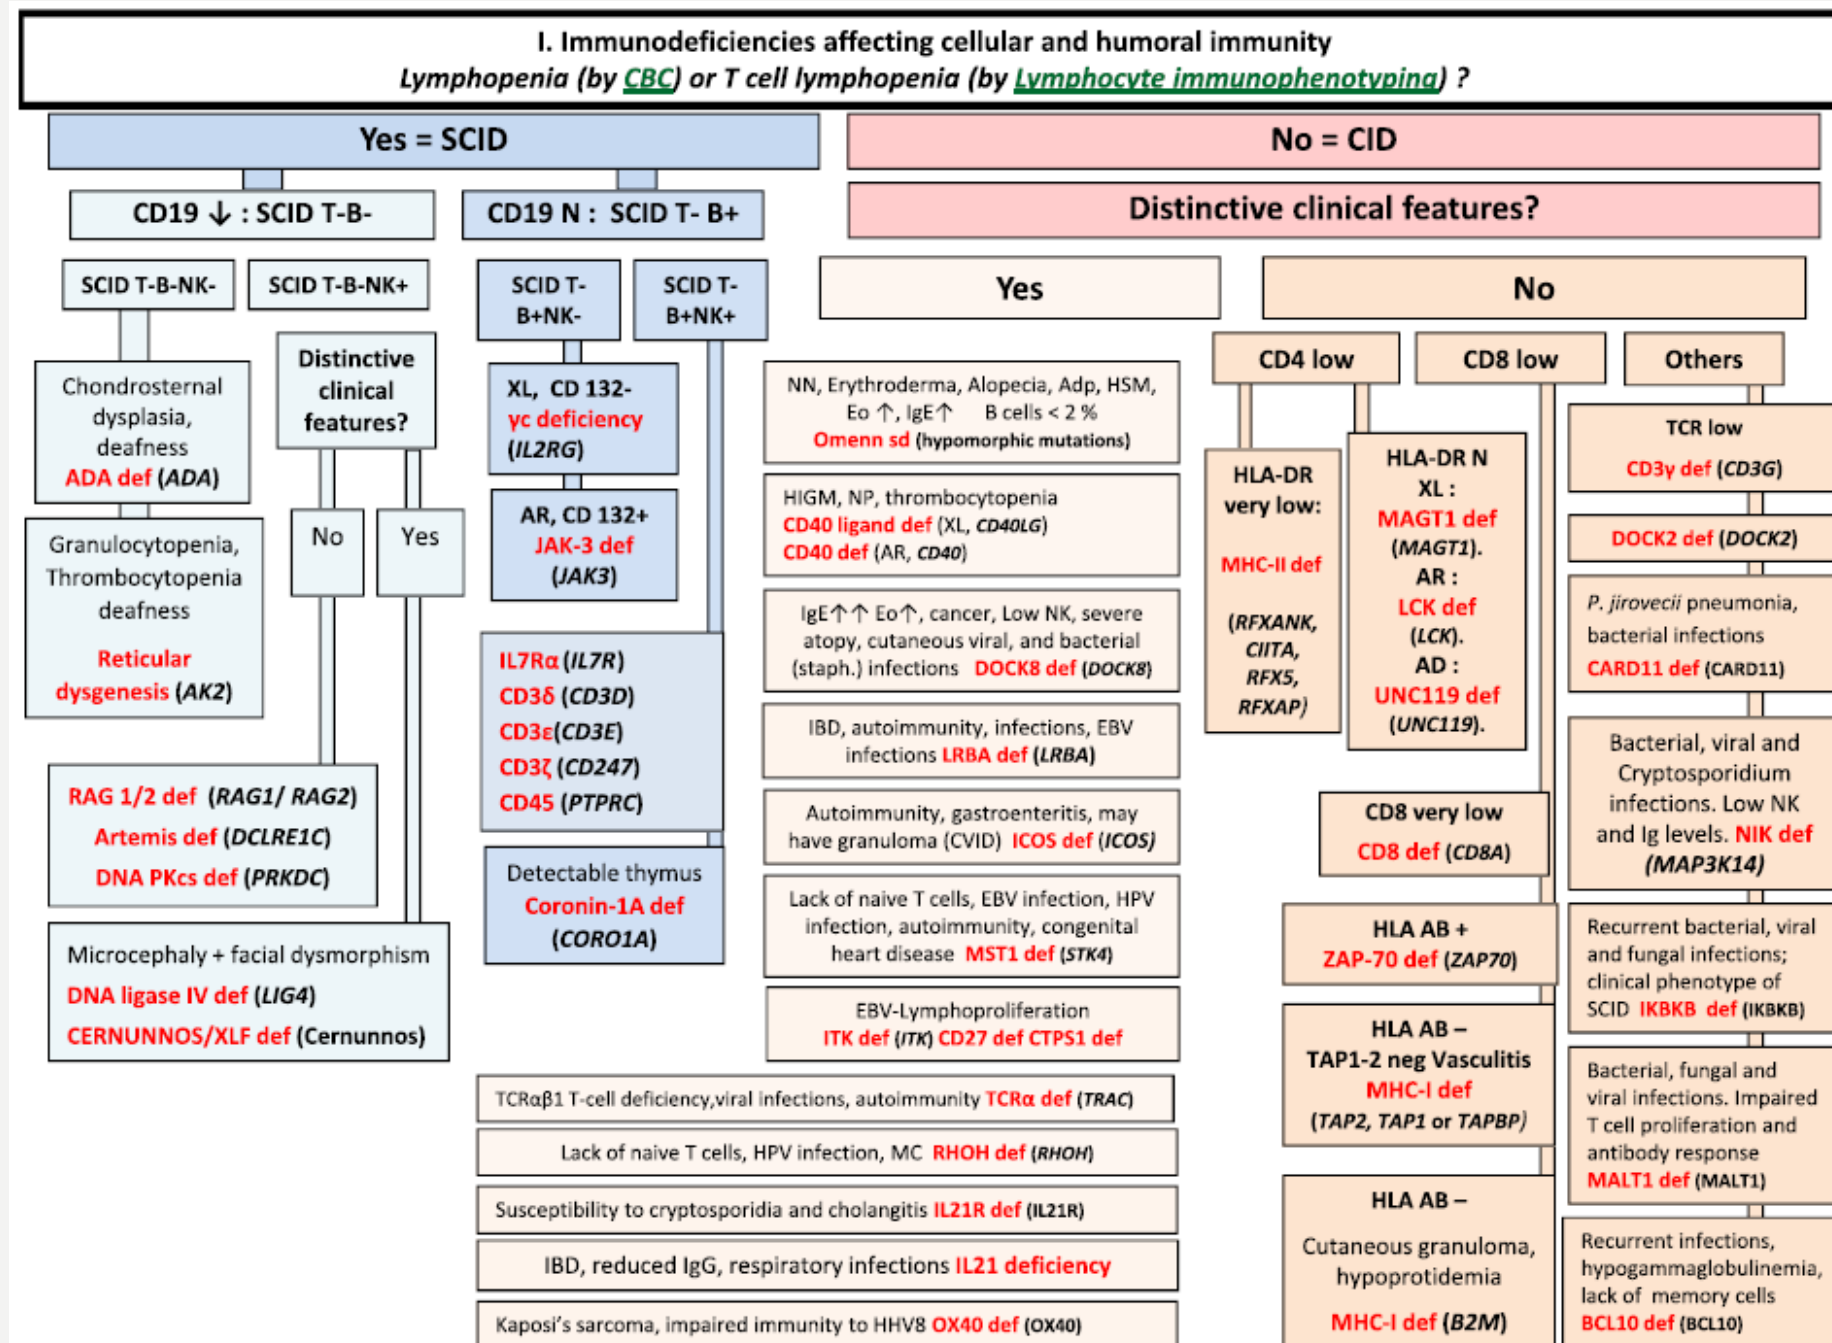 I. Immunodeficiencies affecting cellular and humoral immunity
Lymphopenia (by CBC) or T cell lymphopenia (by Lymphocyte immunophenotyping) ?
Yes = SCID
CD19 ↓ : SCID T-B-
CD19 N : SCID T- B+
SCID T-B-NK-
SCID T-B-NK+
SCID T-
B+NK-
SCID T-
B+NK+
Chondrosternal
dysplasia,
deafness
ADA def (ADA)
Granulocytopenia,
Thrombocytopenia
deafness
Reticular
dysgenesis (AK2)
Distinctive
clinical
features?
No
Yes
RAG 1/2 def (RAG1/ RAG2)
Artemis def (DCLRE1C)
DNA PKcs def (PRKDC)
Microcephaly + facial dysmorphism
DNA ligase IV def (LIG4)
CERNUNNOS/XLF def (Cernunnos)
XL, CD 132-
γc deficiency
(IL2RG)
AR, CD 132+
JAK-3 def
(JAK3)
IL7Rα (IL7R)
CD3δ (CD3D)
CD3ε(CD3E)
CD3ζ (CD247)
CD45 (PTPRC)
Detectable thymus
Coronin-1A def
(CORO1A)
No = CID
Distinctive clinical features?
Yes
NN, Erythroderma, Alopecia, Adp, HSM,
Eo ↑, IgE↑ B cells < 2 %
Omenn sd (hypomorphic mutations)
HIGM, NP, thrombocytopenia
CD40 ligand def (XL, CD40LG)
CD40 def (AR, CD40)
IgE↑↑ Eo↑, cancer, Low NK, severe
atopy, cutaneous viral, and bacterial
(staph.) infections DOCK8 def (DOCK8)
IBD, autoimmunity, infections, EBV
infections LRBA def (LRBA)
Autoimmunity, gastroenteritis, may
have granuloma (CVID) ICOS def (ICOS)
Lack of naive T cells, EBV infection, HPV
infection, autoimmunity, congenital
heart disease MST1 def (STK4)
EBV-Lymphoproliferation
ITK def (ITK) CD27 def CTPS1 def
TCRαβ1 T-cell deficiency,viral infections, autoimmunity TCRα def (TRAC)
Lack of naive T cells, HPV infection, MC RHOH def (RHOH)
Susceptibility to cryptosporidia and cholangitis IL21R def (IL21R)
IBD, reduced IgG, respiratory infections IL21 deficiency
Kaposi's sarcoma, impaired immunity to HHV8 OX40 def (OX40)
No
CD4 low
HLA-DR
very low:
MHC-II def
(RFXANK,
CIITA,
RFX5,
RFXAP)
HLA-DR N
XL :
MAGT1 def
(MAGT1).
AR :
LCK def
(LCK).
AD :
UNC119 def
(UNC119).
CD8 low
CD8 very low
CD8 def (CD8A)
HLA AB +
ZAP-70 def (ZAP70)
HLA AB –
TAP1-2 neg Vasculitis
MHC-I def
(TAP2, TAP1 or TAPBP)
HLA AB –
Cutaneous granuloma,
hypoprotidemia
MHC-I def (B2M)
Others
TCR low
CD3γ def (CD3G)
DOCK2 def (DOCK2)
P. jirovecii pneumonia,
bacterial infections
CARD11 def (CARD11)
Bacterial, viral and
Cryptosporidium
infections. Low NK
and Ig levels. NIK def
(MAP3K14)
Recurrent bacterial, viral
and fungal infections;
clinical phenotype of
SCID IKBKB def (IKBKB)
Bacterial, fungal and
viral infections. Impaired
T cell proliferation and
antibody response
MALT1 def (MALT1)
Recurrent infections,
hypogammaglobulinemia,
lack of memory cells
BCL10 def (BCL10)